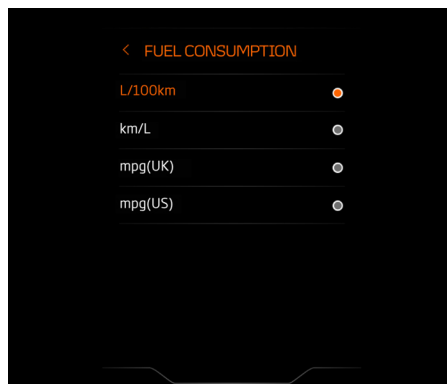 FUEL CONSUMPTION
L/100km
km/L
mpg(UK)
mpg(US)